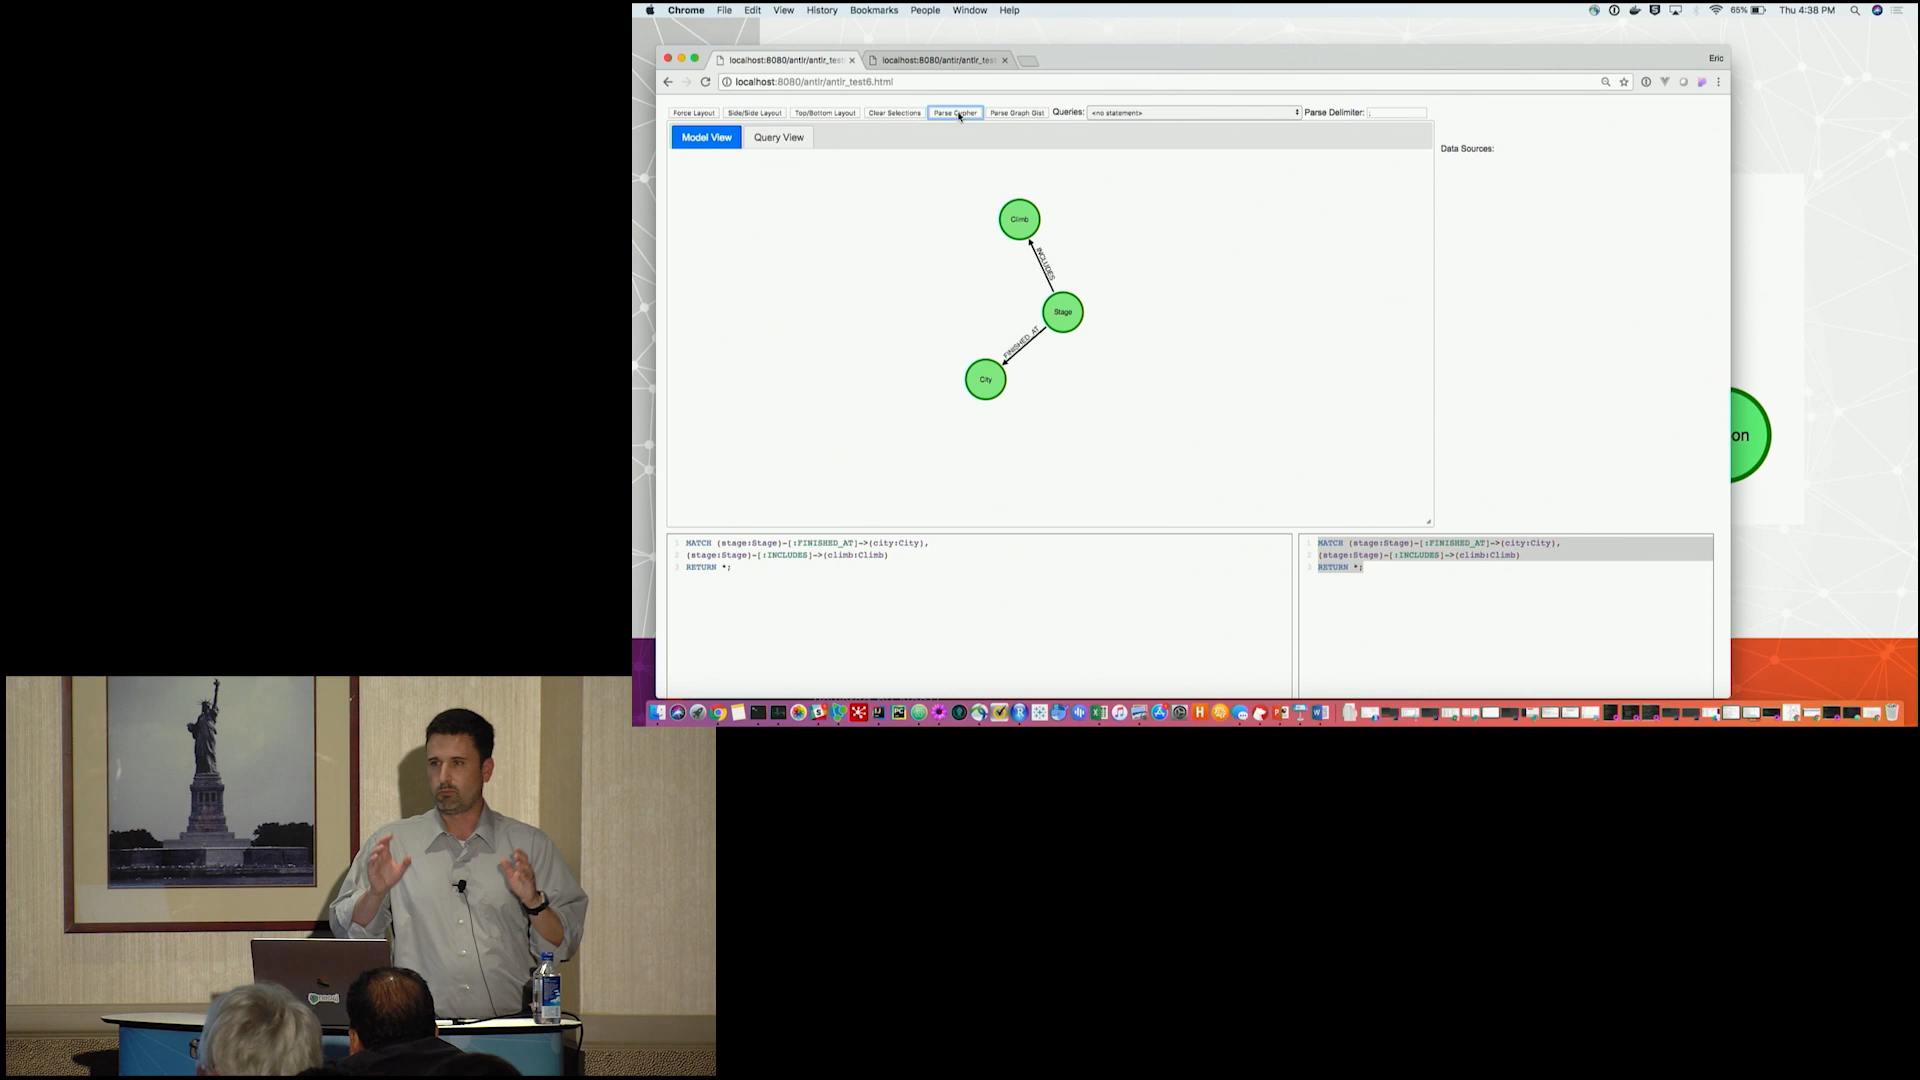 Chrome File Edit View History Bookmarks People Window Help
65% Thu 4:38 PM
localhost:8080/antlr/antlr_test localhost:8080/antlr/antlr_test Eric
localhost:8080/antlr/antlr_test6.html
Force Layout Side/Side Layout Top/Bottom Layout Clear Selections Parse Cypher Parse Graph Gist Queries: <no statement> Parse Delimiter: ;
Model View Query View
Data Sources:
Climb
INCLUDES
Stage
FINISHED_AT
City
on
1 MATCH (stage:Stage)-[:FINISHED_AT]->(city:City),
2 (stage:Stage)-[:INCLUDES]->(climb:Climb)
3 RETURN *;
1 MATCH (stage:Stage)-[:FINISHED_AT]->(city:City),
2 (stage:Stage)-[:INCLUDES]->(climb:Climb)
3 RETURN *;
neo4j